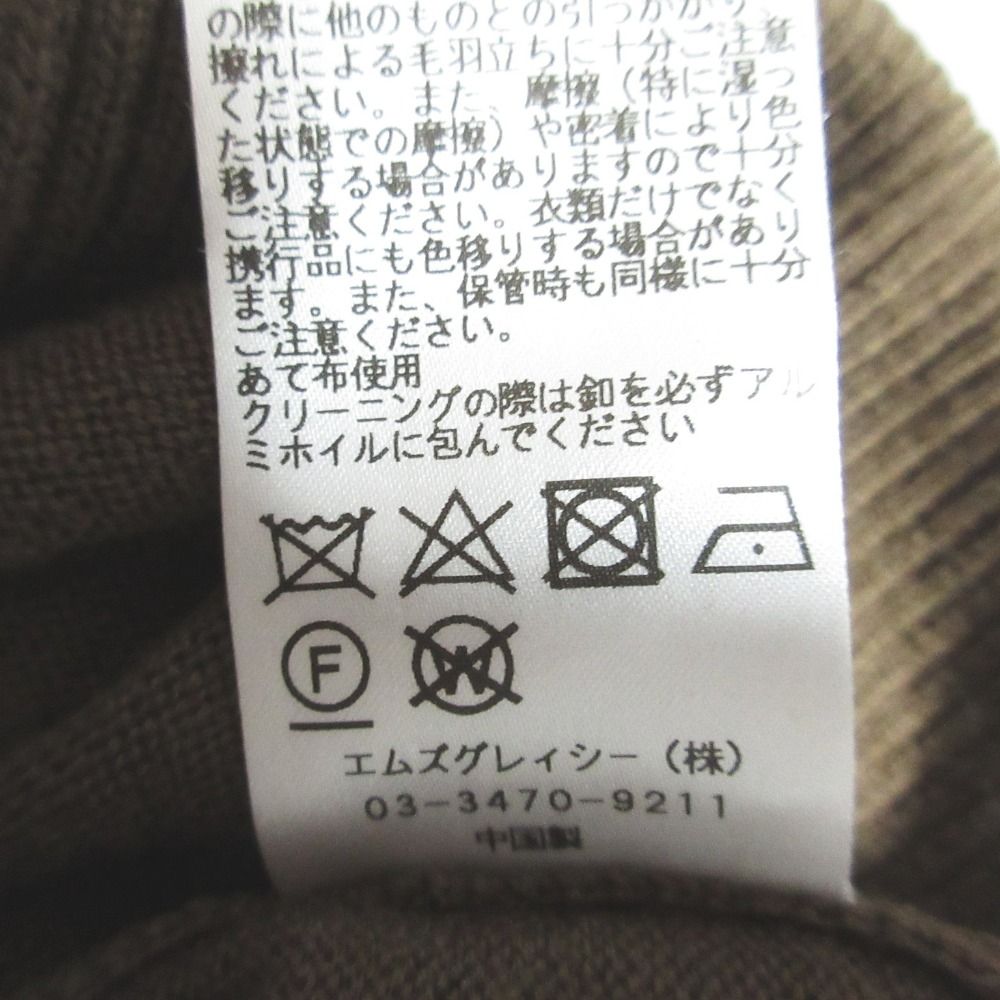 の際に他のものとの引っかかり、
擦れによる毛羽立ちに十分ご注意
ください。また、摩擦（特に湿っ
た状態での摩擦）や密着により色
移りする場合がありますので十分
ご注意ください。衣類だけでなく
携行品にも色移りする場合があり
ます。また、保管時も同様に十分
ご注意ください。
あて布使用
クリーニングの際は釦を必ずアル
ミホイルに包んでください
F
W
エムズグレイシー（株）
03-3470-9211
中国製